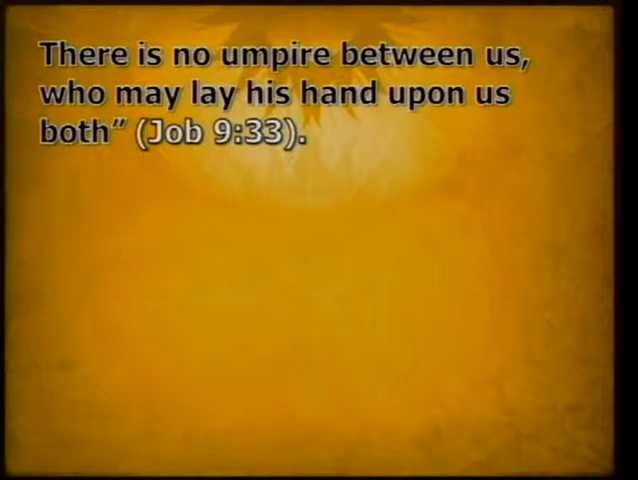 There is no umpire between us,
who may lay his hand upon us
both” (Job 9:33).